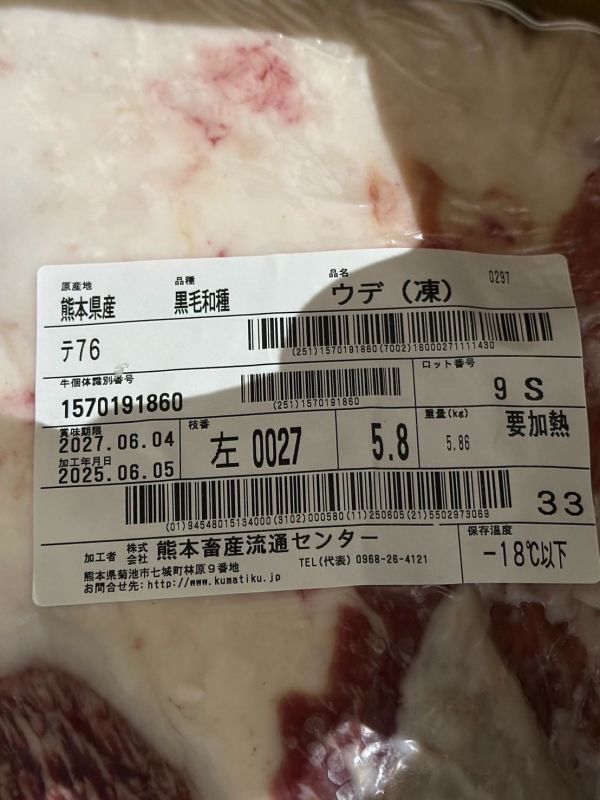 原産地 熊本県産 品種 黒毛和種 品名 ウデ（凍） 0297
テ76
(251)1570191860(7002)16000271111430
牛個体識別番号 1570191860
(251)1570191860
ロット番号 9 S
賞味期限 2027.06.04
加工年月日 2025.06.05
枝番 左 0027
5.8
重量(kg) 5.86
要加熱
(01)94548015134000(3102)000580(11)250605(21)5502973069
33
加工者 株式会社 熊本畜産流通センター
熊本県菊池市七城町林原９番地 TEL(代表) 0968-26-4121
お問合せ先:http://www.kumatiku.jp
保存温度 －18℃以下